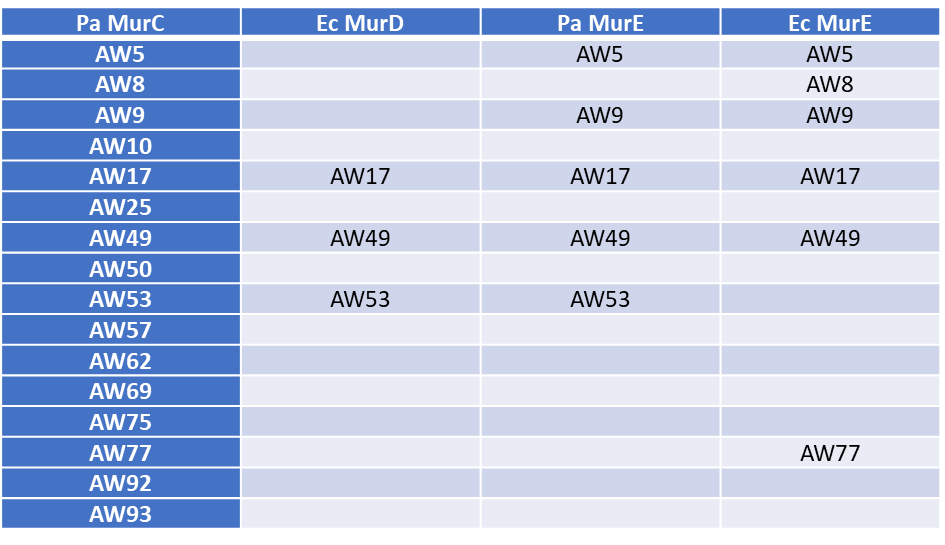 Pa MurC Ec MurD Pa MurE Ec MurE
AW5 AW5 AW5
AW8 AW8
AW9 AW9 AW9
AW10
AW17 AW17 AW17 AW17
AW25
AW49 AW49 AW49 AW49
AW50
AW53 AW53 AW53
AW57
AW62
AW69
AW75
AW77 AW77
AW92
AW93